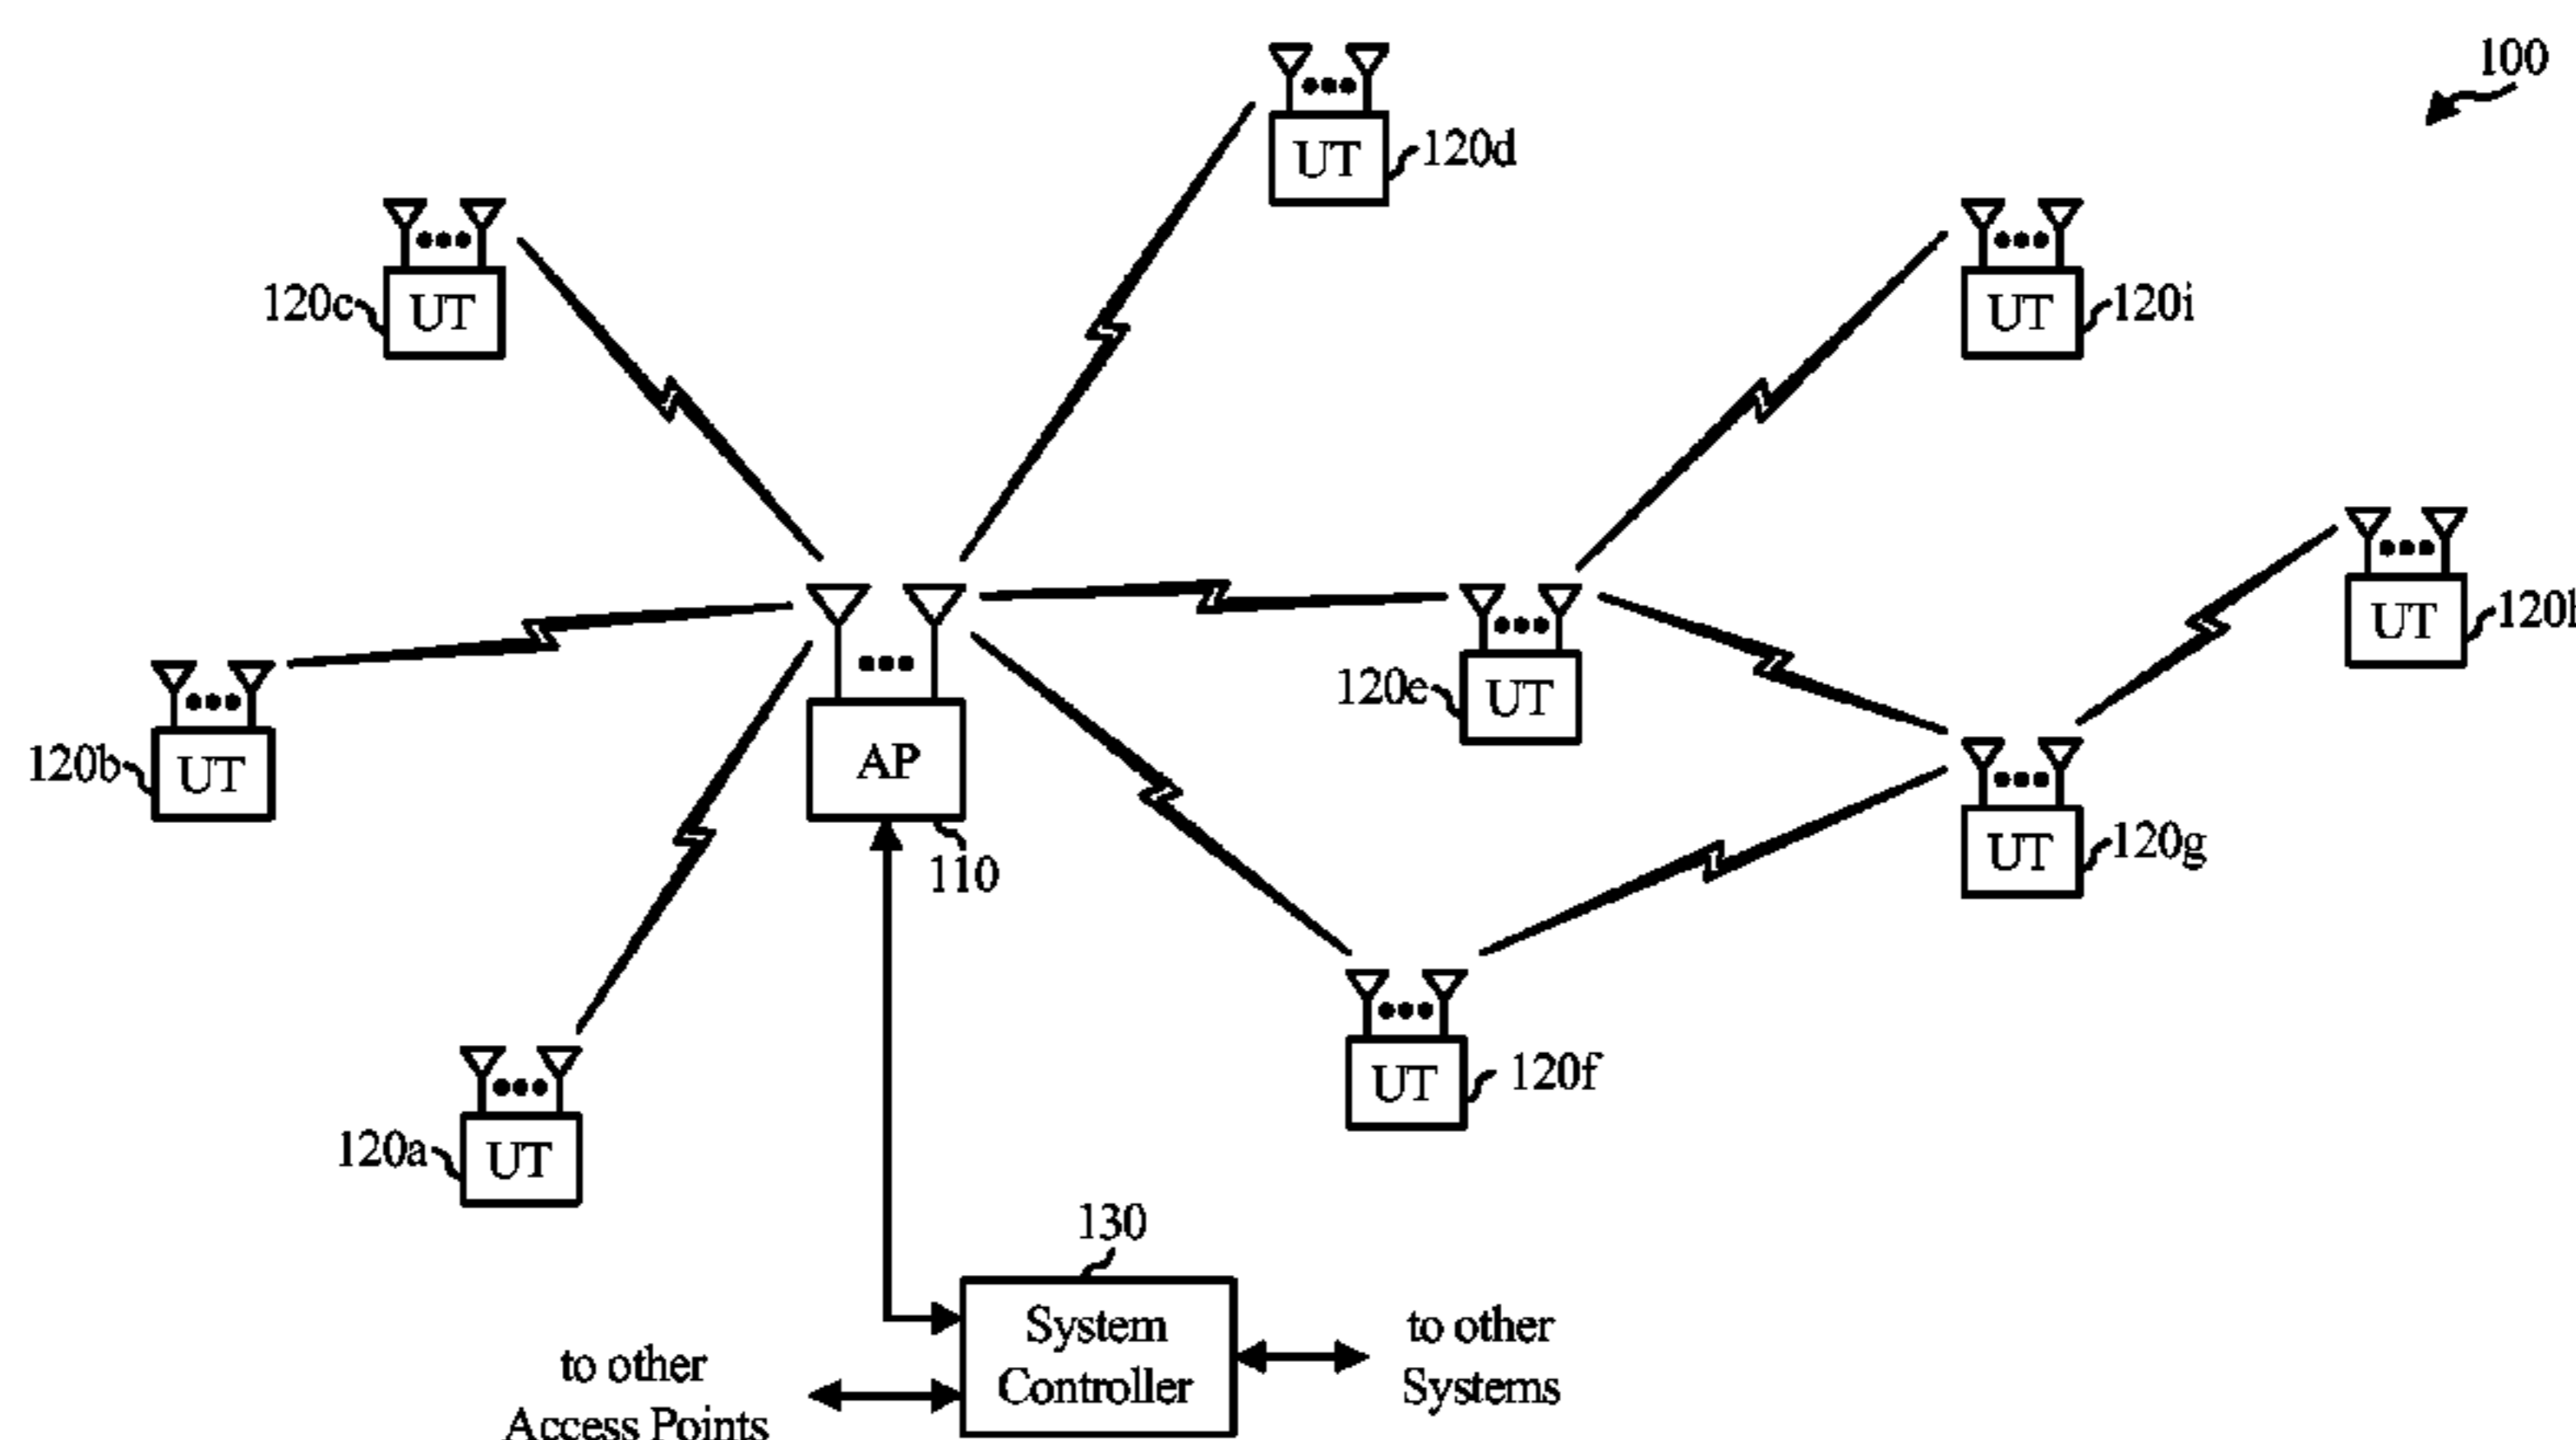 100
UT
120d
120c
UT
UT
120i
UT
120e
UT
120b
UT
AP
110
UT
120g
UT
120f
120a
UT
130
System
Controller
to other
Systems
to other
Access Points